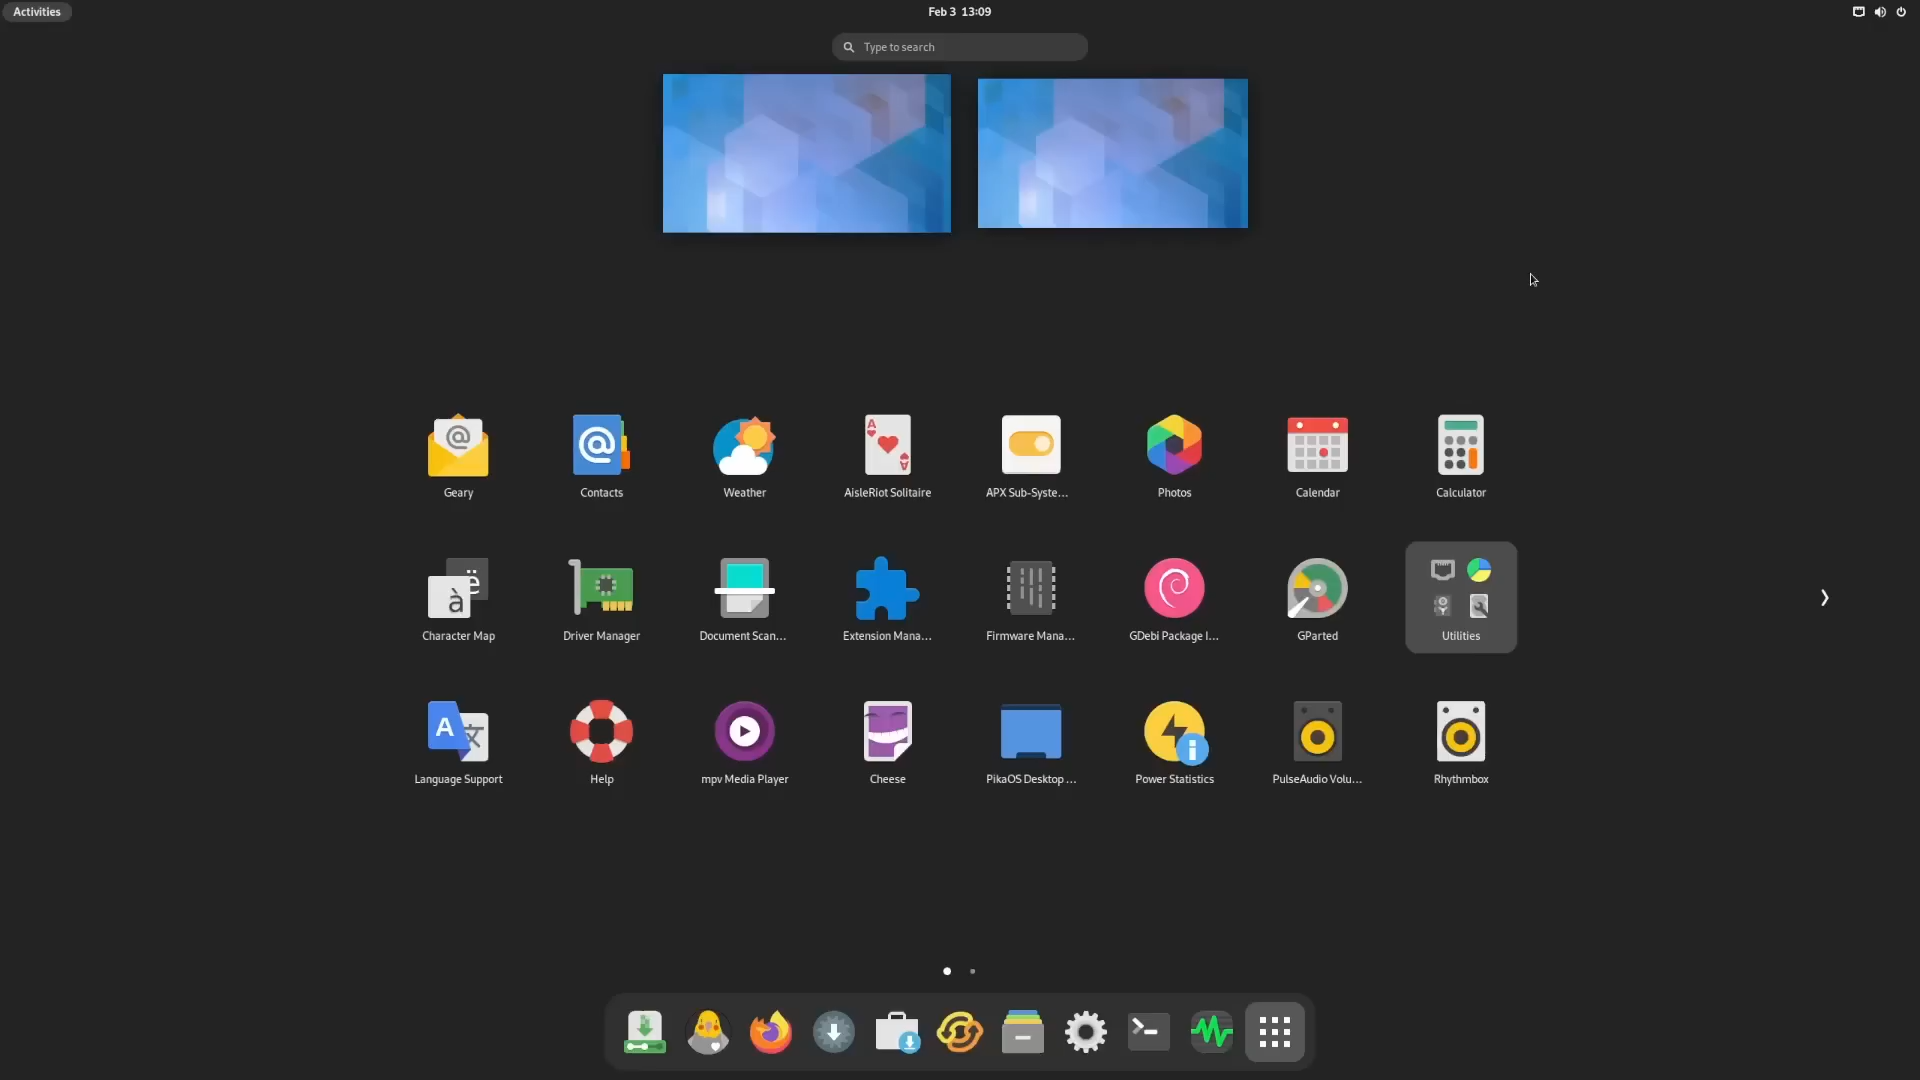 Activities
Feb 3 13:09
Type to search
Geary
Contacts
Weather
AisleRiot Solitaire
APX Sub-Syste...
Photos
Calendar
Calculator
Character Map
Driver Manager
Document Scan...
Extension Mana...
Firmware Mana...
GDebi Package I...
GParted
Utilities
Language Support
Help
mpv Media Player
Cheese
PikaOS Desktop ...
Power Statistics
PulseAudio Volu...
Rhythmbox